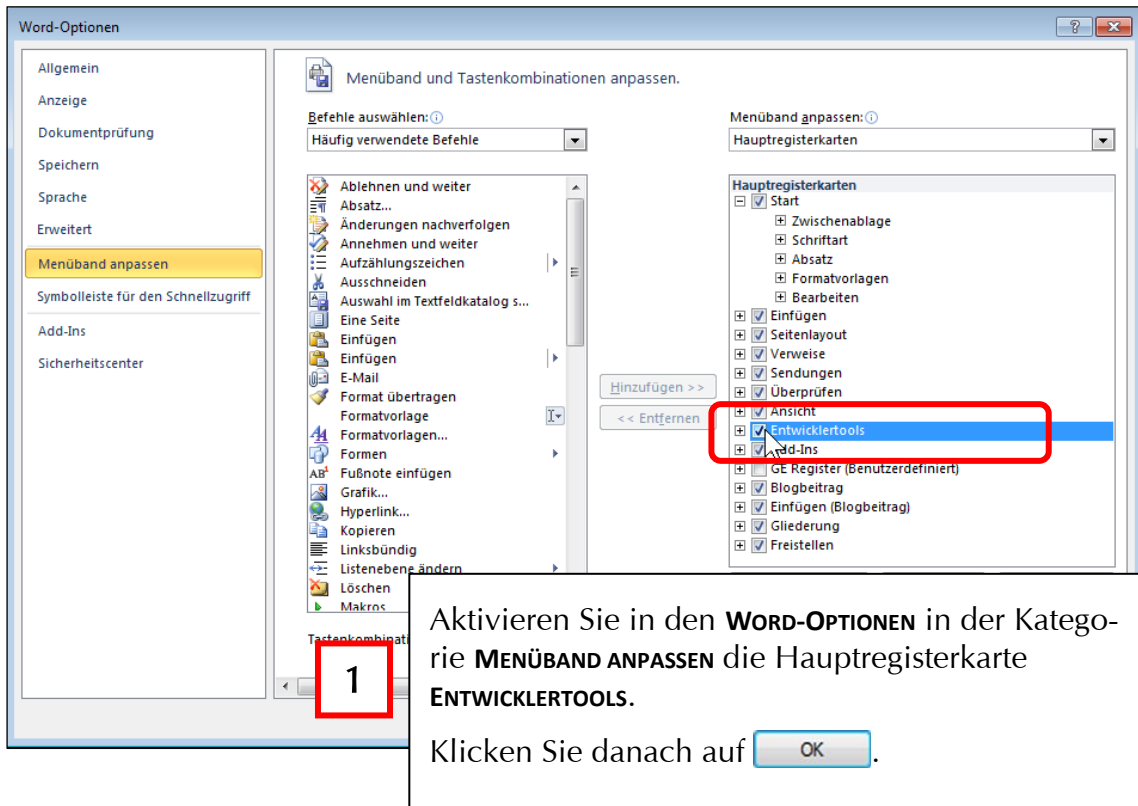 Word-Optionen
Allgemein
Anzeige
Dokumentprüfung
Speichern
Sprache
Erweitert
Menüband anpassen
Symbolleiste für den Schnellzugriff
Add-Ins
Sicherheitscenter
Menüband und Tastenkombinationen anpassen.
Befehle auswählen:
Häufig verwendete Befehle
Ablehnen und weiter
Absatz...
Änderungen nachverfolgen
Annehmen und weiter
Aufzählungszeichen
Ausschneiden
Auswahl im Textfeldkatalog s...
Eine Seite
Einfügen
Einfügen
E-Mail
Format übertragen
Formatvorlage
Formatvorlagen...
Formen
Fußnote einfügen
Grafik...
Hyperlink...
Kopieren
Linksbündig
Listenebene ändern
Löschen
Makros
Tastenkombinati
Hinzufügen >>
<< Entfernen
Menüband anpassen:
Hauptregisterkarten
Hauptregisterkarten
Start
Zwischenablage
Schriftart
Absatz
Formatvorlagen
Bearbeiten
Einfügen
Seitenlayout
Verweise
Sendungen
Überprüfen
Ansicht
Entwicklertools
Add-Ins
GE Register (Benutzerdefiniert)
Blogbeitrag
Einfügen (Blogbeitrag)
Gliederung
Freistellen
1
Aktivieren Sie in den WORD-OPTIONEN in der Katego-
rie MENÜBAND ANPASSEN die Hauptregisterkarte
ENTWICKLERTOOLS.
Klicken Sie danach auf OK.